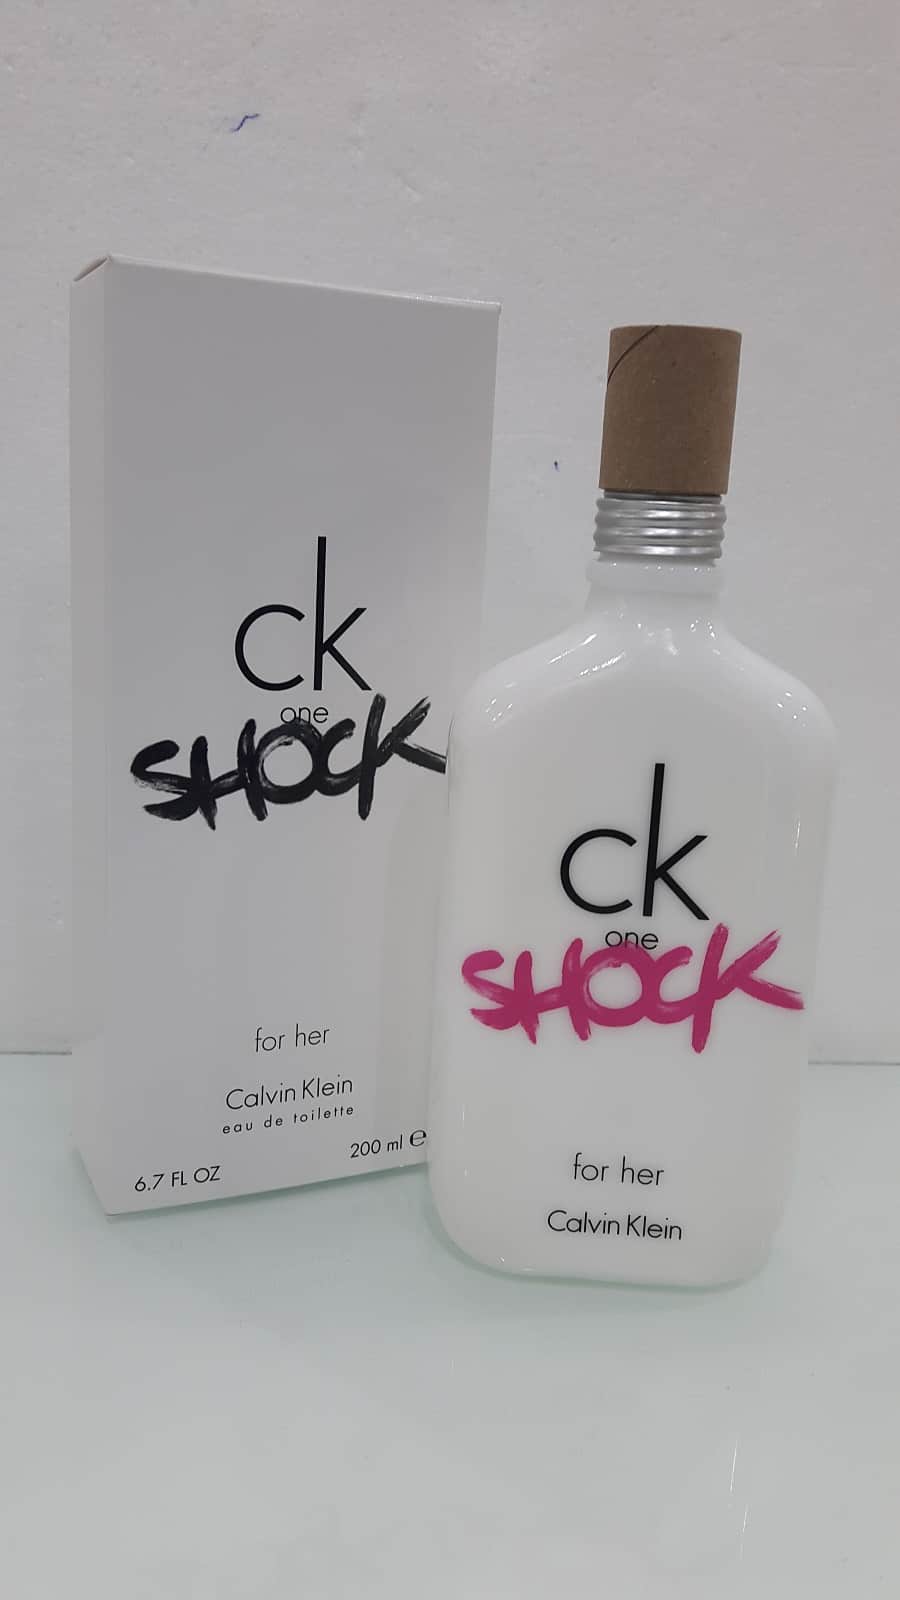 ck
one
SHOCK
for her
Calvin Klein
eau de toilette
200 ml e
6.7 FL OZ
ck
one
SHOCK
for her
Calvin Klein